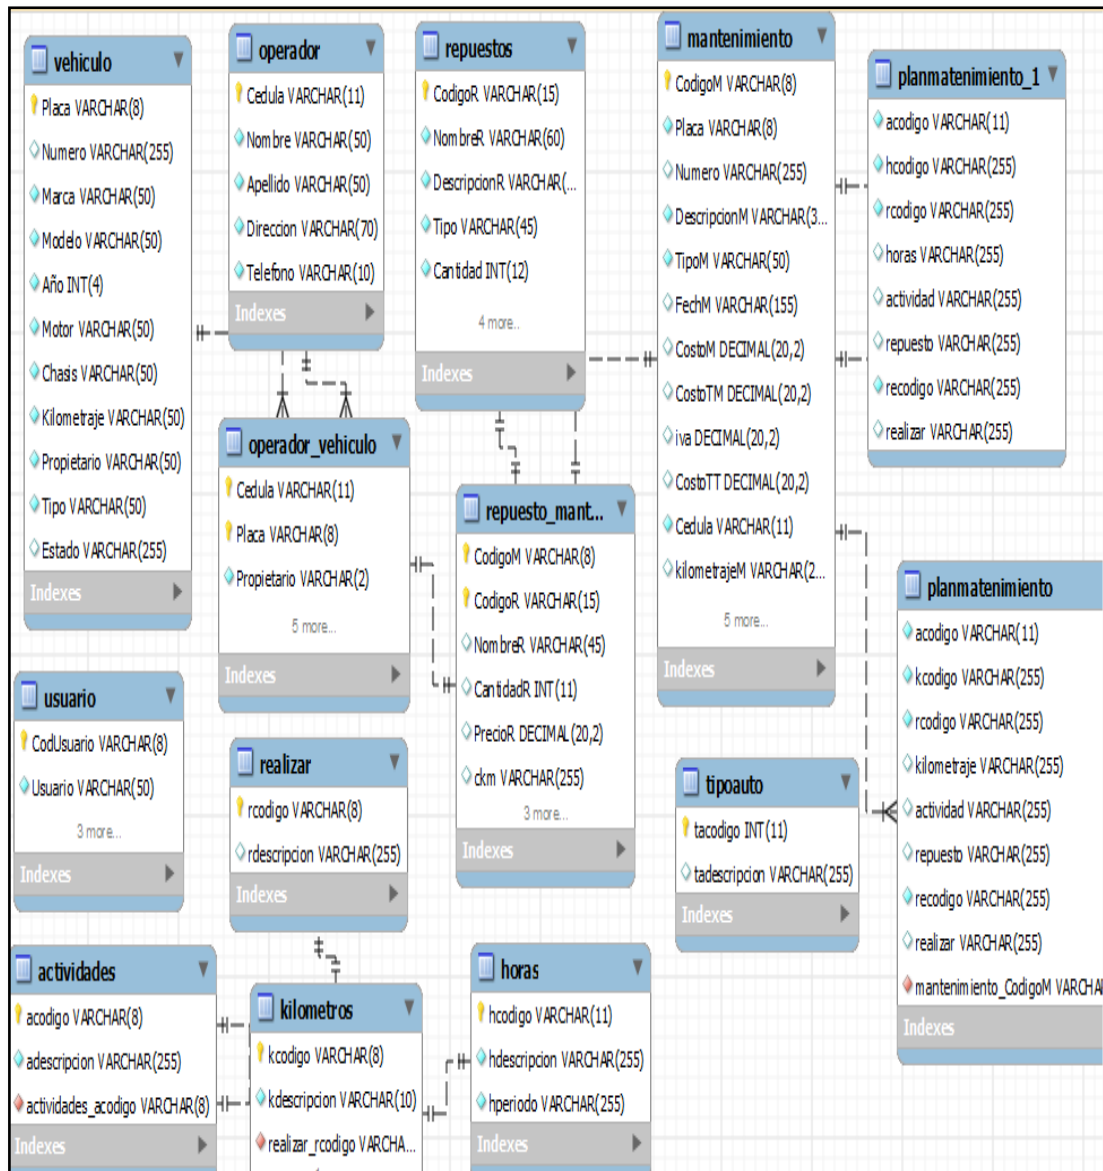 vehiculo
Placa VARCHAR(8)
Numero VARCHAR(255)
Marca VARCHAR(50)
Modelo VARCHAR(50)
Año INT(4)
Motor VARCHAR(50)
Chasis VARCHAR(50)
Kilometraje VARCHAR(50)
Propietario VARCHAR(50)
Tipo VARCHAR(50)
Estado VARCHAR(255)
Indexes
operador
Cedula VARCHAR(11)
Nombre VARCHAR(50)
Apellido VARCHAR(50)
Direccion VARCHAR(70)
Telefono VARCHAR(10)
Indexes
repuestos
CodigoR VARCHAR(15)
NombreR VARCHAR(60)
DescripcionR VARCHAR(...
Tipo VARCHAR(45)
Cantidad INT(12)
4 more...
Indexes
mantenimiento
CodigoM VARCHAR(8)
Placa VARCHAR(8)
Numero VARCHAR(255)
DescripcionM VARCHAR(3...
TipoM VARCHAR(50)
FechM VARCHAR(155)
CostoM DECIMAL(20,2)
CostoTM DECIMAL(20,2)
iva DECIMAL(20,2)
CostoTT DECIMAL(20,2)
Cedula VARCHAR(11)
kilometrajeM VARCHAR(2...
5 more...
Indexes
planmatenimiento_1
acodigo VARCHAR(11)
hcodigo VARCHAR(255)
rcodigo VARCHAR(255)
horas VARCHAR(255)
actividad VARCHAR(255)
repuesto VARCHAR(255)
recodigo VARCHAR(255)
realizar VARCHAR(255)
operador_vehiculo
Cedula VARCHAR(11)
Placa VARCHAR(8)
Propietario VARCHAR(2)
5 more...
Indexes
repuesto_mant...
CodigoM VARCHAR(8)
CodigoR VARCHAR(15)
NombreR VARCHAR(45)
CantidadR INT(11)
PrecioR DECIMAL(20,2)
ckm VARCHAR(255)
3 more...
Indexes
planmatenimiento
acodigo VARCHAR(11)
kcodigo VARCHAR(255)
rcodigo VARCHAR(255)
kilometraje VARCHAR(255)
actividad VARCHAR(255)
repuesto VARCHAR(255)
recodigo VARCHAR(255)
realizar VARCHAR(255)
mantenimiento_CodigoM VARCHA
Indexes
usuario
CodUsuario VARCHAR(8)
Usuario VARCHAR(50)
3 more...
Indexes
realizar
rcodigo VARCHAR(8)
rdescripcion VARCHAR(255)
Indexes
tipoauto
tacodigo INT(11)
tadescripcion VARCHAR(255)
Indexes
actividades
acodigo VARCHAR(8)
adescripcion VARCHAR(255)
actividades_acodigo VARCHAR(8)
Indexes
kilometros
kcodigo VARCHAR(8)
kdescripcion VARCHAR(10)
realizar_rcodigo VARCHA...
horas
hcodigo VARCHAR(11)
hdescripcion VARCHAR(255)
hperiodo VARCHAR(255)
Indexes